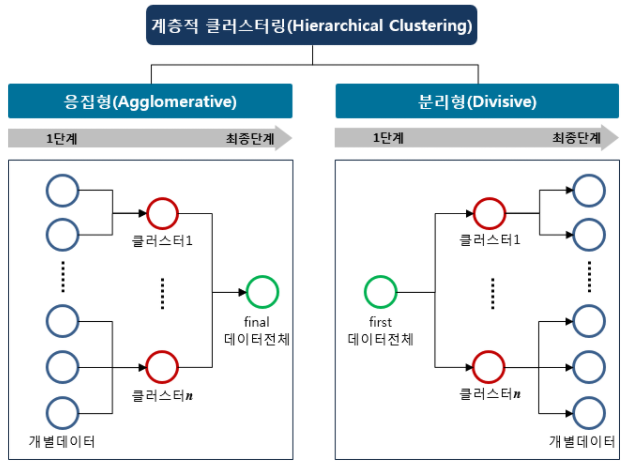 계층적 클러스터링(Hierarchical Clustering)
응집형(Agglomerative)
1단계
최종단계
클러스터1
final
데이터전체
클러스터n
개별데이터
분리형(Divisive)
1단계
최종단계
클러스터1
first
데이터전체
클러스터n
개별데이터